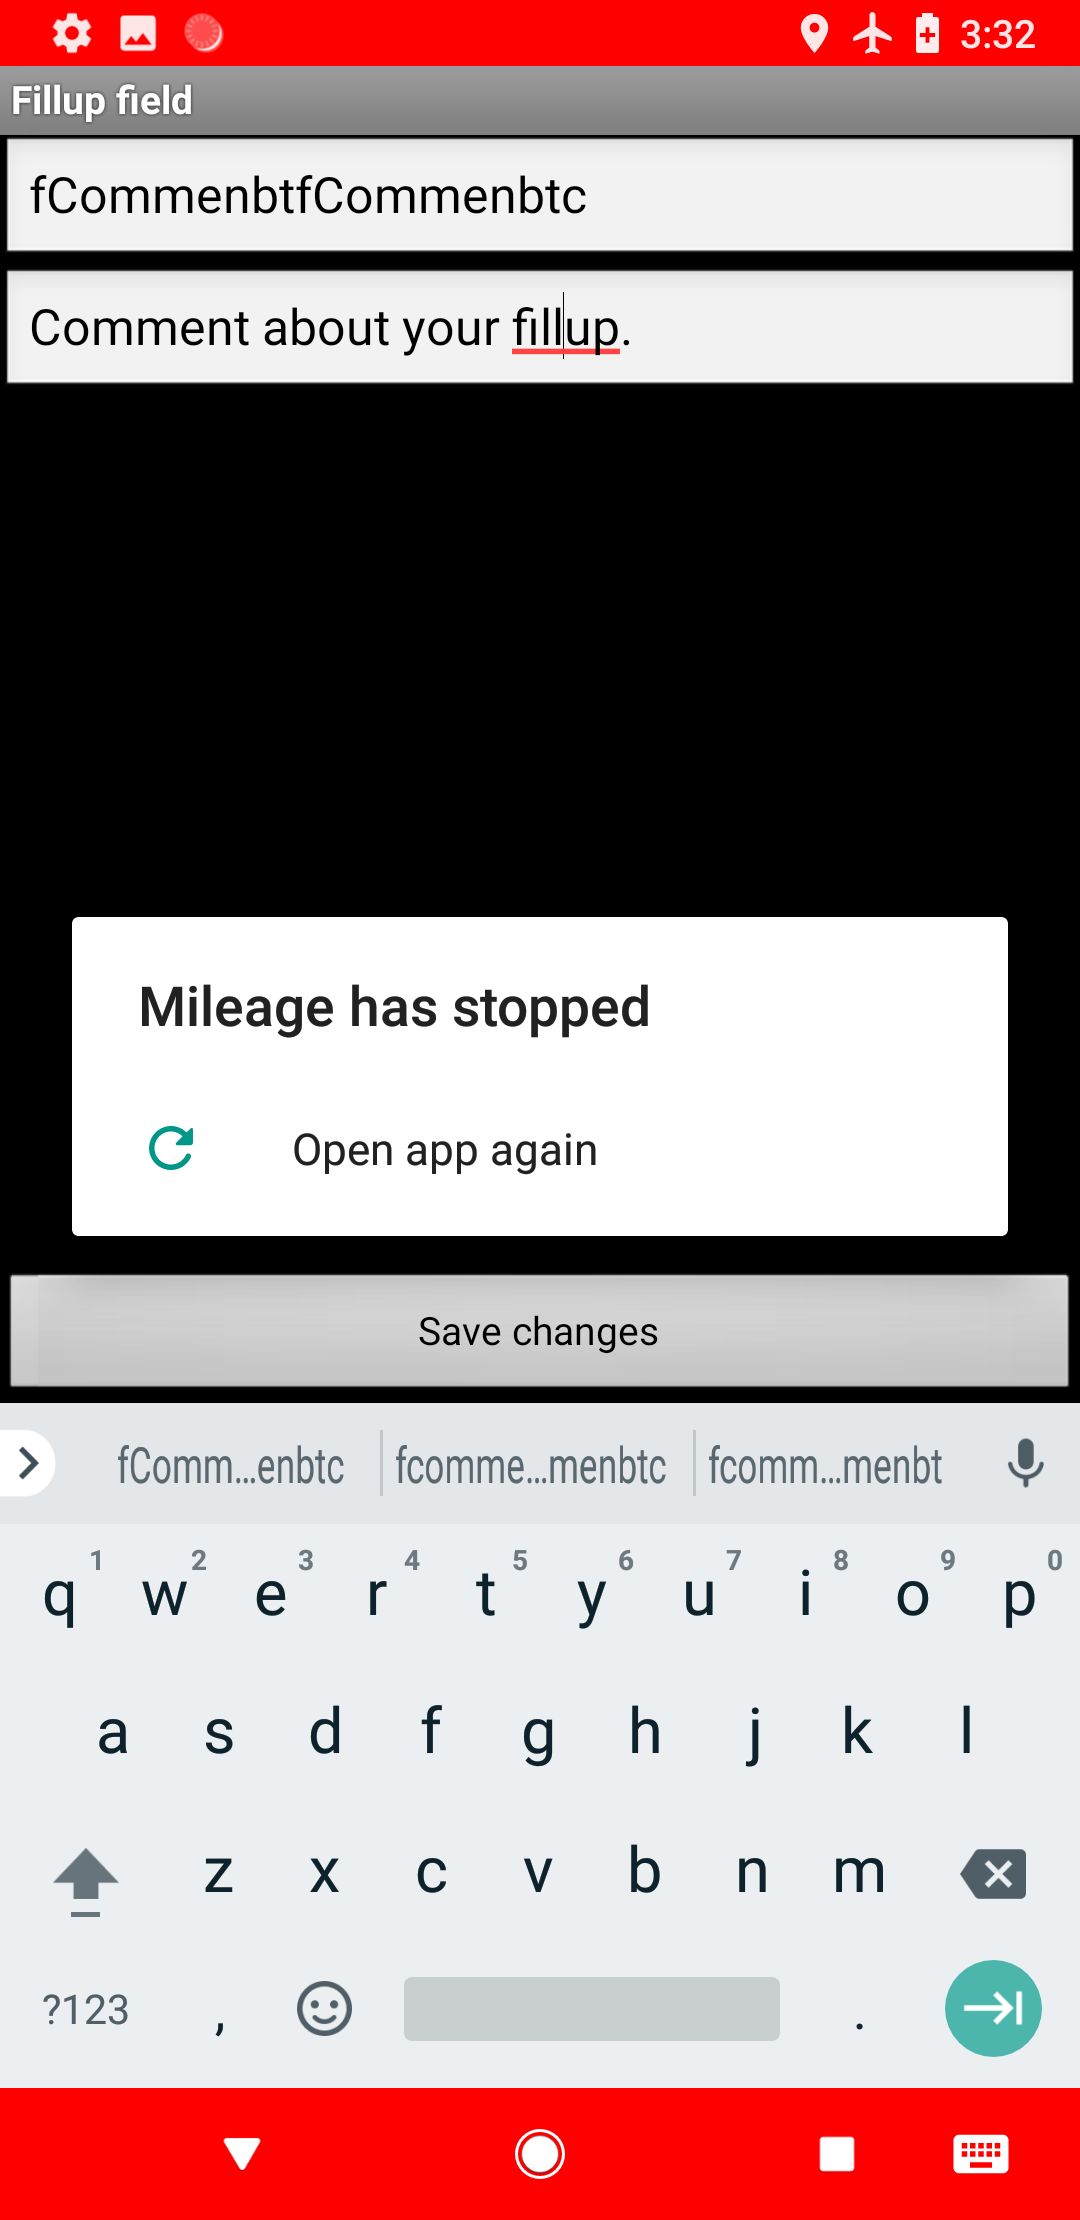 3:32
Fillup field
fCommenbtfCommenbtc
Comment about your fillup.
Mileage has stopped
Open app again
Save changes
fComm...enbtc fcomme...menbtc fcomm...menbt
1 2 3 4 5 6 7 8 9 0
q w e r t y u i o p
a s d f g h j k l
z x c v b n m
?123 , .